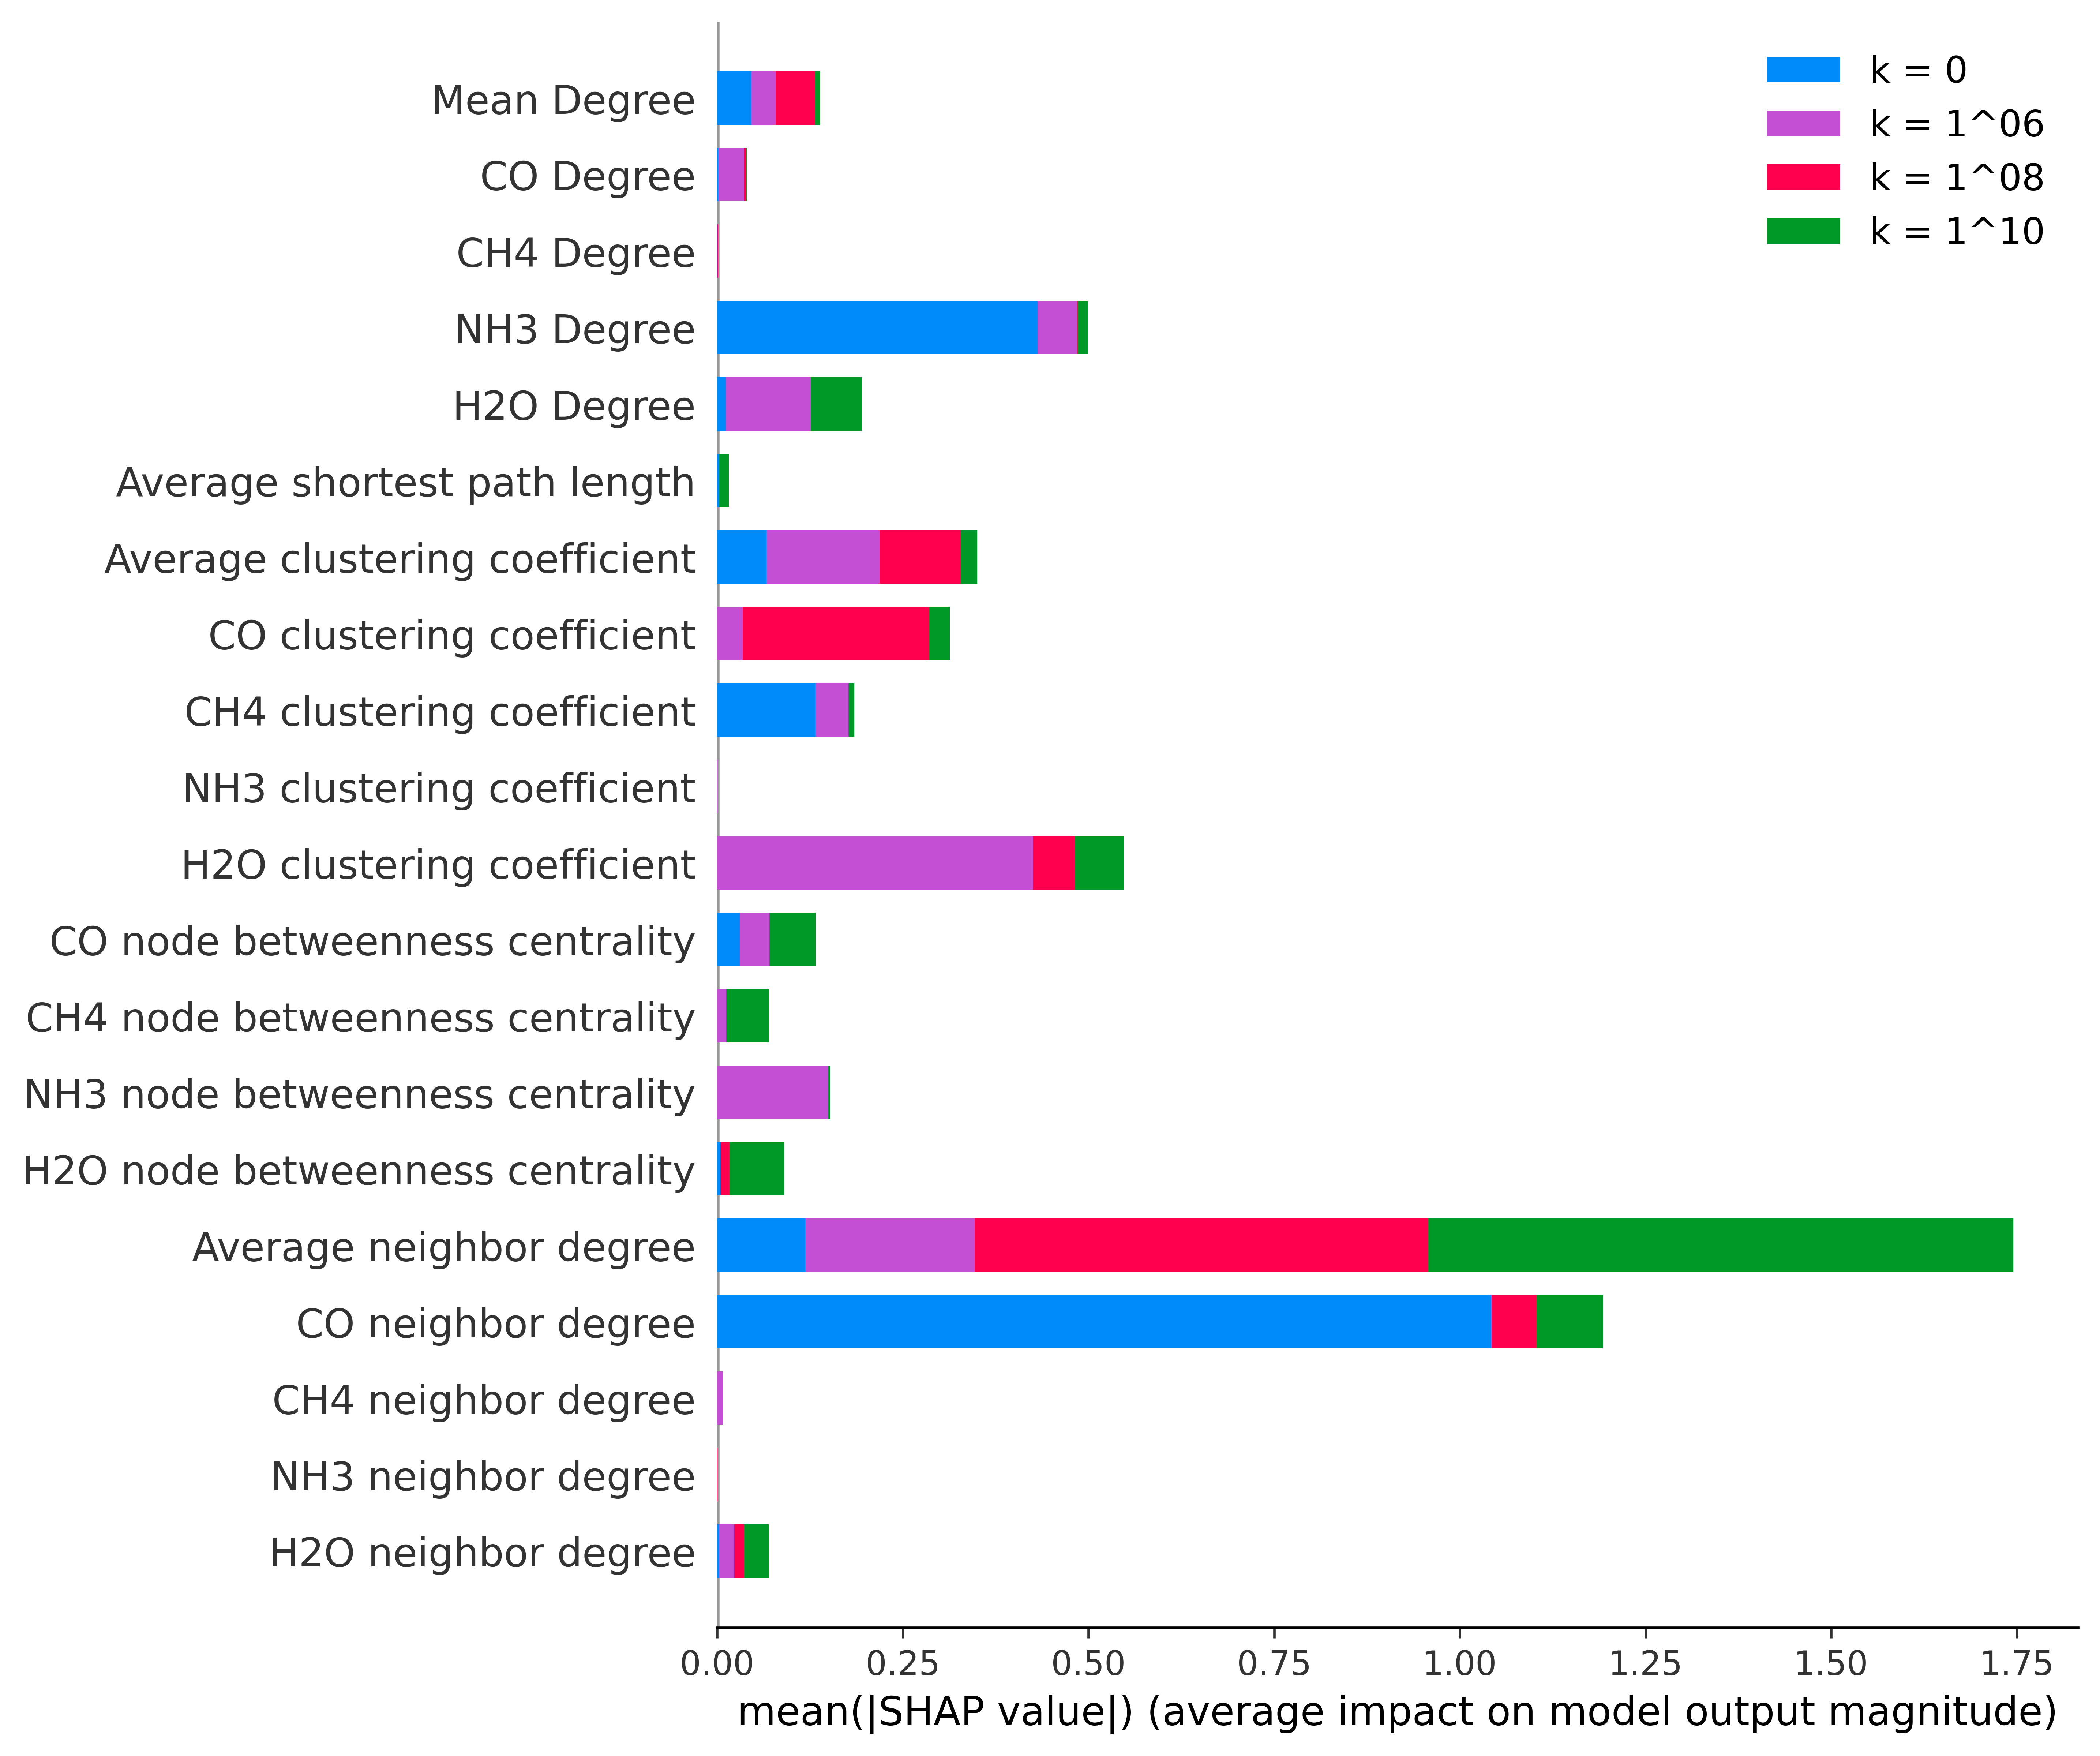 k = 0
k = 1^06
k = 1^08
k = 1^10
Mean Degree
CO Degree
CH4 Degree
NH3 Degree
H2O Degree
Average shortest path length
Average clustering coefficient
CO clustering coefficient
CH4 clustering coefficient
NH3 clustering coefficient
H2O clustering coefficient
CO node betweenness centrality
CH4 node betweenness centrality
NH3 node betweenness centrality
H2O node betweenness centrality
Average neighbor degree
CO neighbor degree
CH4 neighbor degree
NH3 neighbor degree
H2O neighbor degree
0.00 0.25 0.50 0.75 1.00 1.25 1.50 1.75
mean(|SHAP value|) (average impact on model output magnitude)